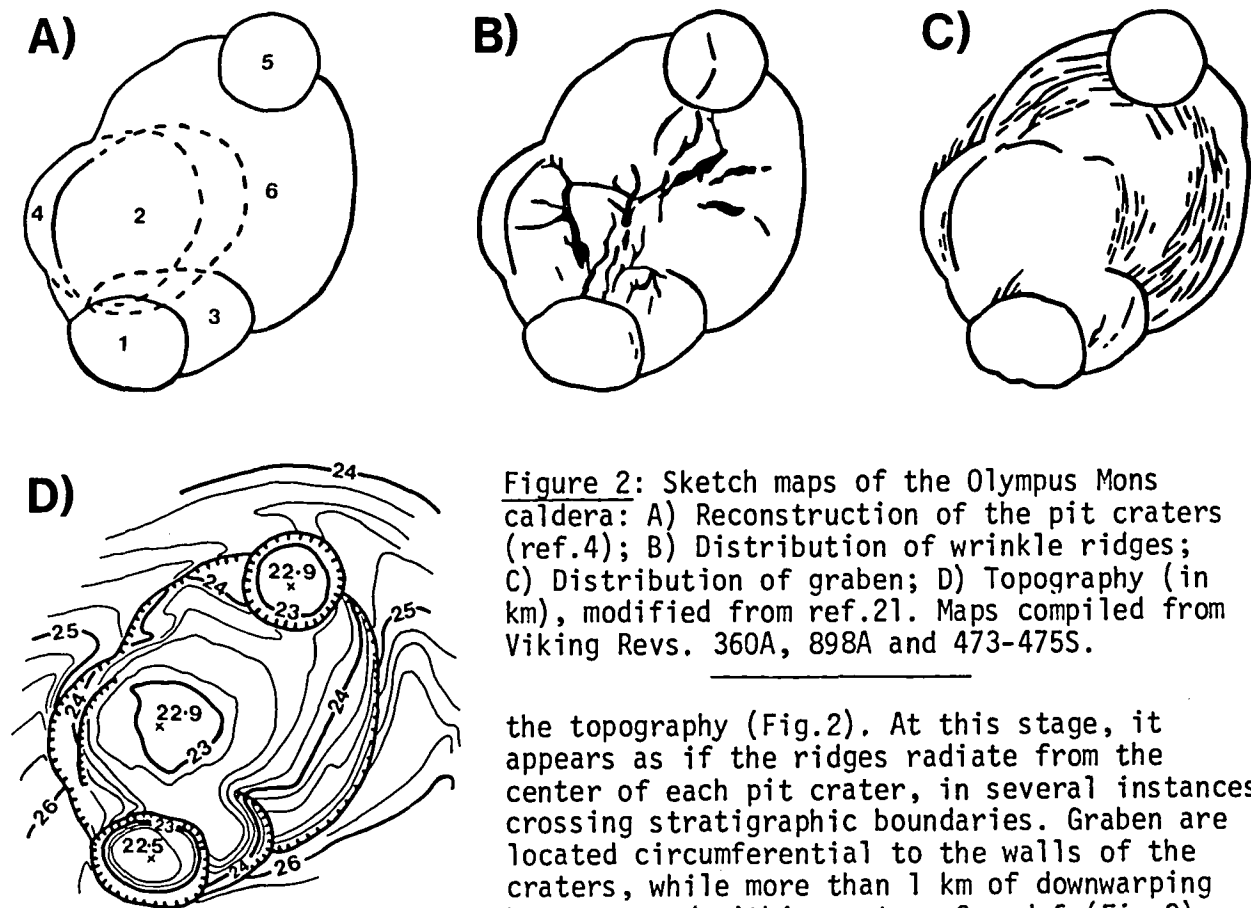 A)
5
4
2
6
3
1
B)
C)
D)
24
24
22.9
23
25
25
24
24
22.9
23
26
23
22.5
24
26
Figure 2: Sketch maps of the Olympus Mons
caldera: A) Reconstruction of the pit craters
(ref.4); B) Distribution of wrinkle ridges;
C) Distribution of graben; D) Topography (in
km), modified from ref.21. Maps compiled from
Viking Revs. 360A, 898A and 473-475S.
the topography (Fig.2). At this stage, it
appears as if the ridges radiate from the
center of each pit crater, in several instances
crossing stratigraphic boundaries. Graben are
located circumferential to the walls of the
craters, while more than 1 km of downwarping